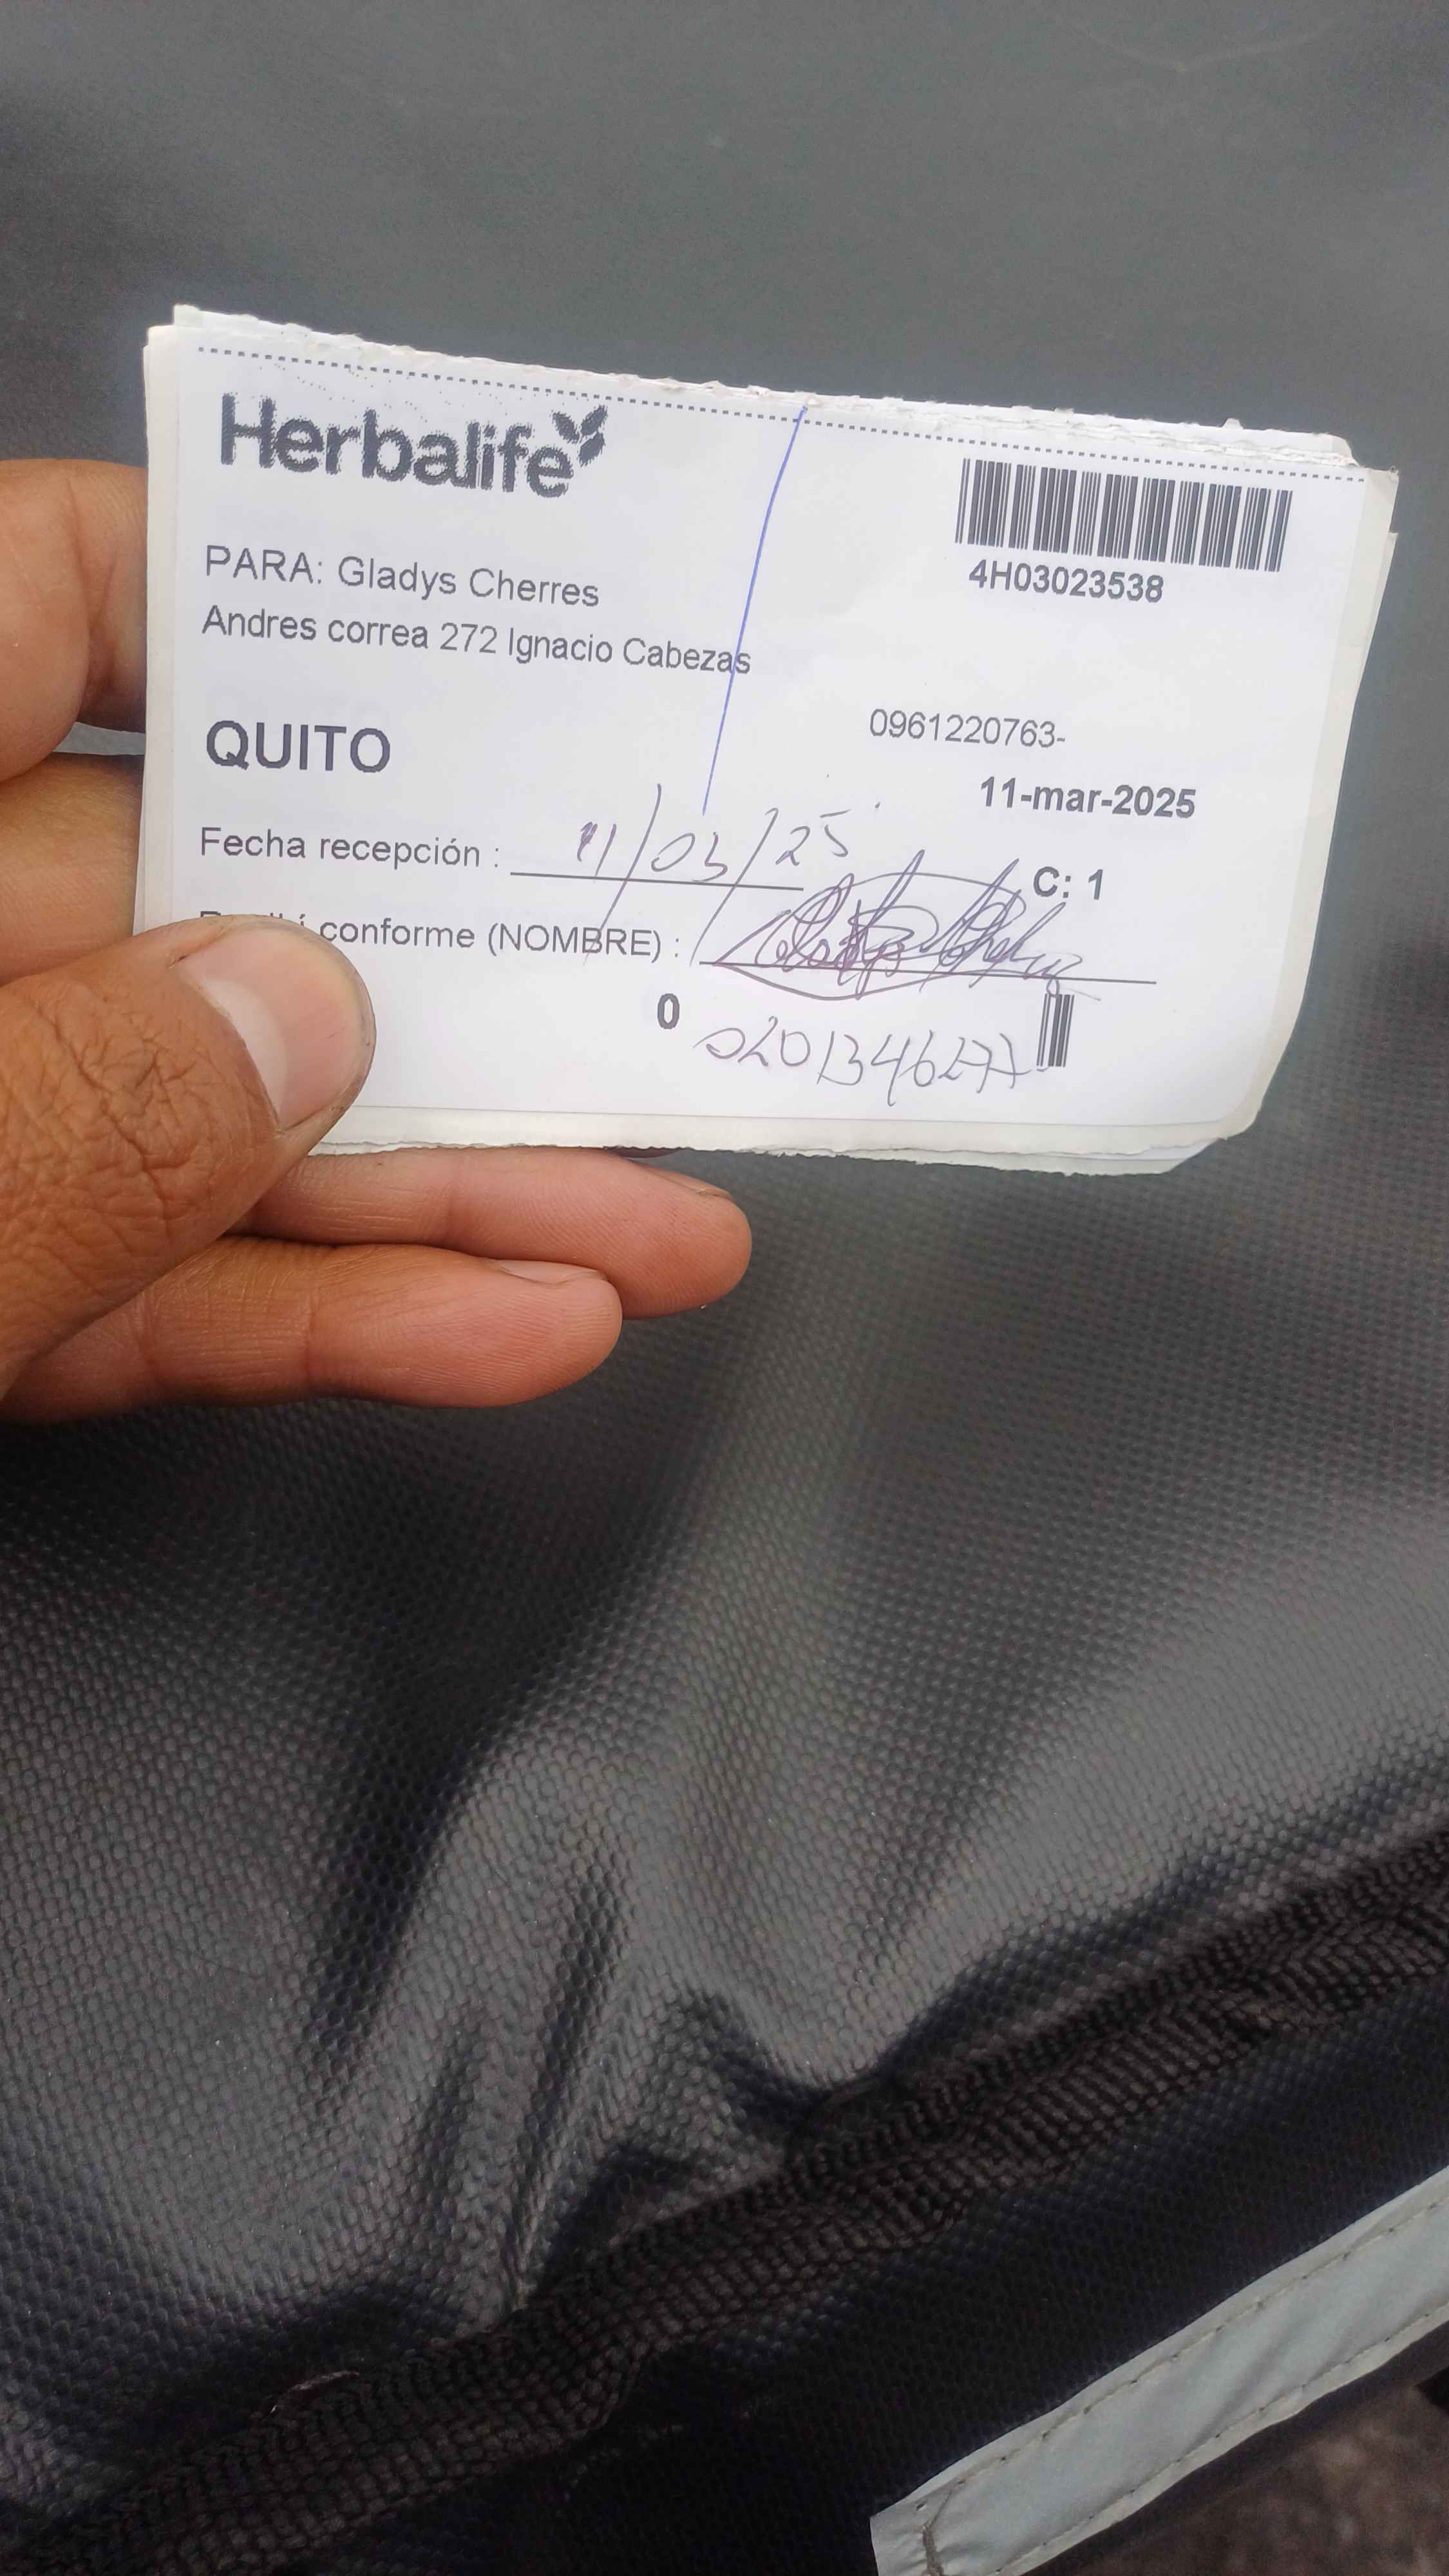 Herbalife
4H03023538
PARA: Gladys Cherres
Andres correa 272 Ignacio Cabezas
0961220763-
QUITO
11-mar-2025
Fecha recepción : 11/03/25
C: 1
conforme (NOMBRE) :
0